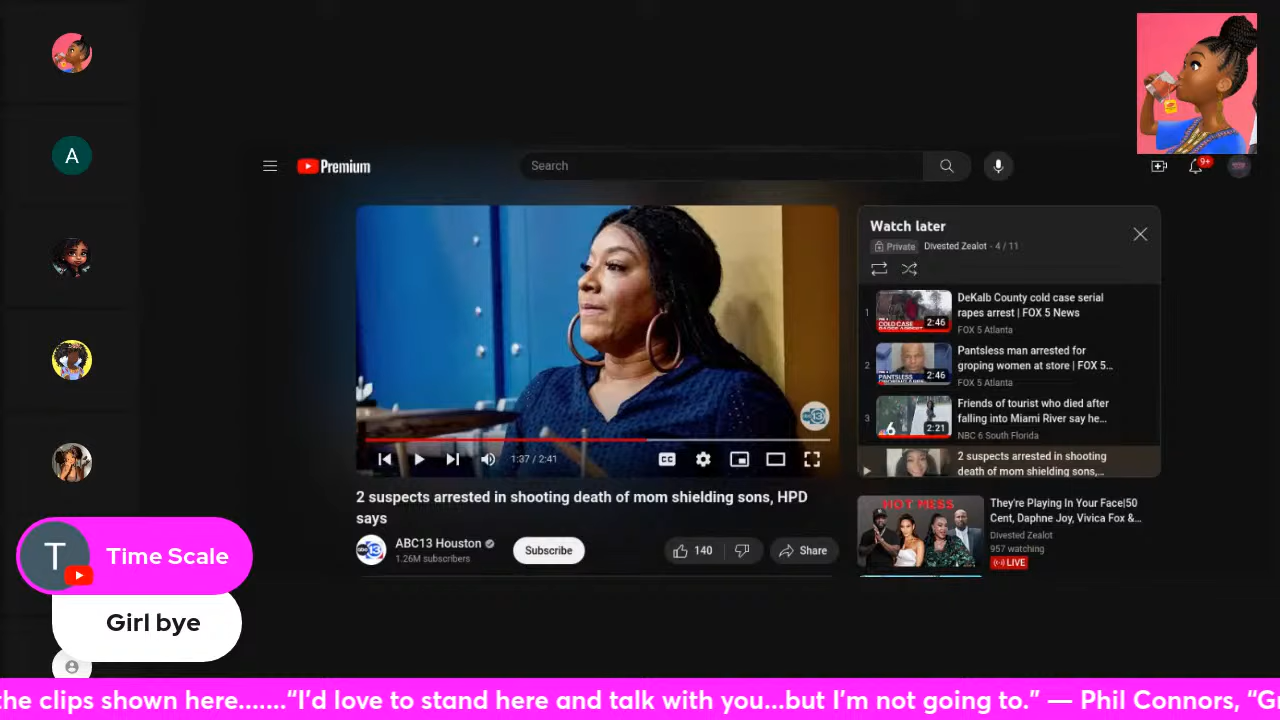 Premium
Search
9+
Watch later
Private Divested Zealot - 4 / 11
1
DeKalb County cold case serial
rapes arrest | FOX 5 News
FOX 5 Atlanta
COLD CASE
2:46
2
Pantsless man arrested for
groping women at store | FOX 5...
FOX 5 Atlanta
2:46
3
Friends of tourist who died after
falling into Miami River say he...
NBC 6 South Florida
6
2:21
2 suspects arrested in shooting
death of mom shielding sons,...
13
1:37 / 2:41
CC
2 suspects arrested in shooting death of mom shielding sons, HPD
says
ABC13 Houston
1.26M subscribers
Subscribe
140
Share
HOT MESS
They're Playing In Your Face|50
Cent, Daphne Joy, Vivica Fox &...
Divested Zealot
957 watching
LIVE
A
T
Time Scale
Girl bye
the clips shown here.......“I’d love to stand here and talk with you...but I’m not going to.” — Phil Connors, “G